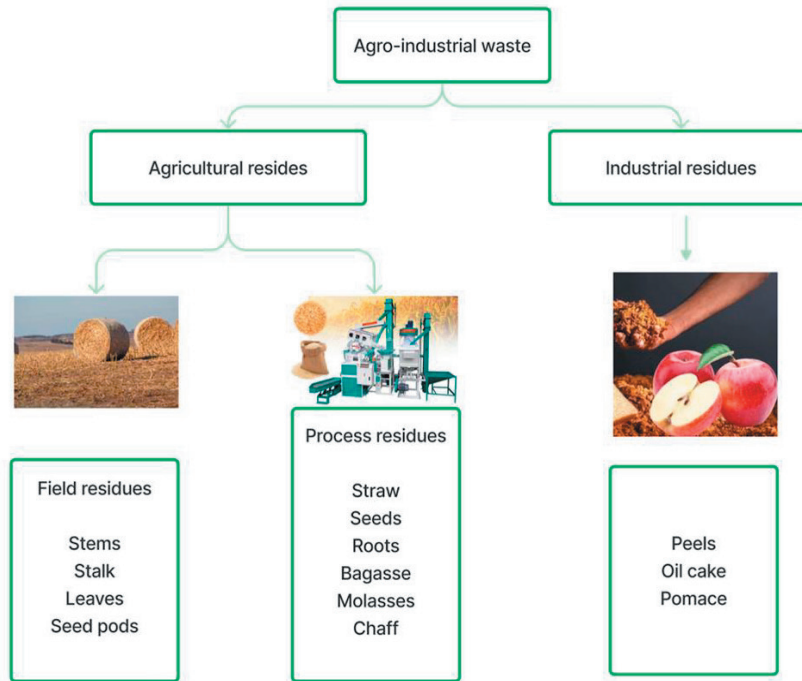 Agro-industrial waste
Agricultural resides
Industrial residues
Field residues
Stems
Stalk
Leaves
Seed pods
Process residues
Straw
Seeds
Roots
Bagasse
Molasses
Chaff
Peels
Oil cake
Pomace